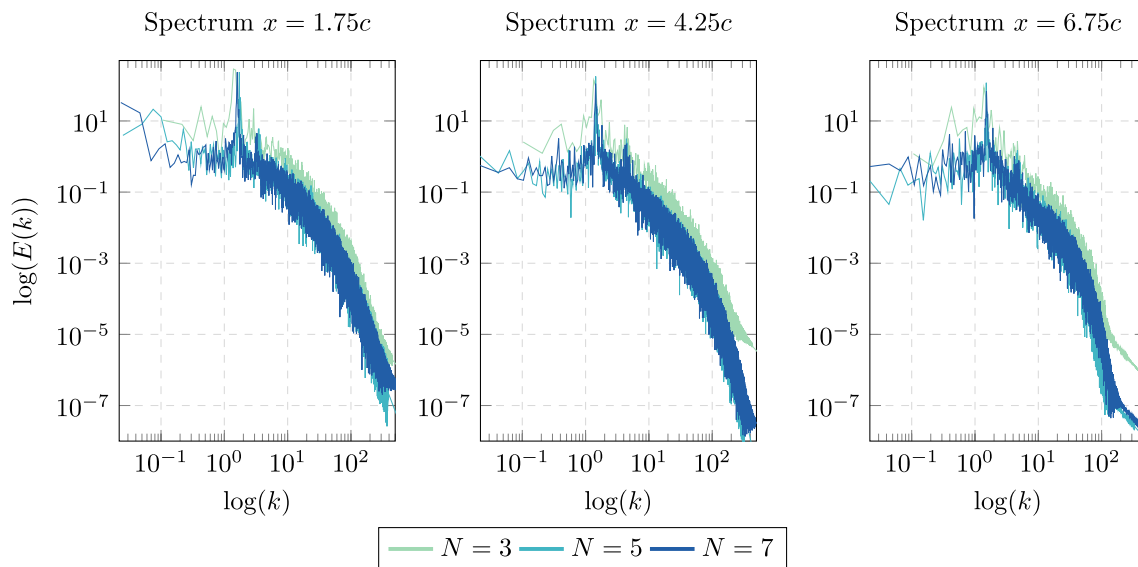 Spectrum x = 1.75c
Spectrum x = 4.25c
Spectrum x = 6.75c
log(E(k))
10^1
10^-1
10^-3
10^-5
10^-7
10^-1 10^0 10^1 10^2
log(k)
10^1
10^-1
10^-3
10^-5
10^-7
10^-1 10^0 10^1 10^2
log(k)
10^1
10^-1
10^-3
10^-5
10^-7
10^-1 10^0 10^1 10^2
log(k)
N = 3 N = 5 N = 7